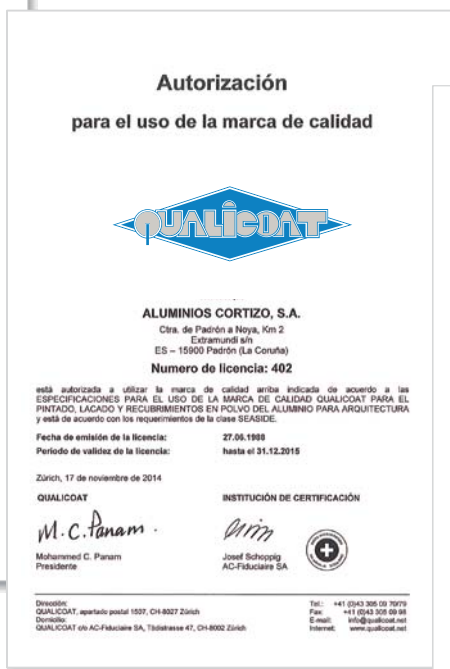 Autorización
para el uso de la marca de calidad
QUALICOAT
ALUMINIOS CORTIZO, S.A.
Ctra. de Padrón a Noya, Km 2
Extramundi s/n
ES – 15900 Padrón (La Coruña)
Numero de licencia: 402
está autorizada a utilizar la marca de calidad arriba indicada de acuerdo a las
ESPECIFICACIONES PARA EL USO DE LA MARCA DE CALIDAD QUALICOAT PARA EL
PINTADO, LACADO Y RECUBRIMIENTOS EN POLVO DEL ALUMINIO PARA ARQUITECTURA
y está de acuerdo con los requerimientos de la clase SEASIDE.
Fecha de emisión de la licencia: 27.06.1988
Periodo de validez de la licencia: hasta el 31.12.2015
Zúrich, 17 de noviembre de 2014
QUALICOAT INSTITUCIÓN DE CERTIFICACIÓN
M.C. Panam.
Mohammed C. Panam Josef Schoppig
Presidente AC-Fiduciaire SA
Dirección: Tel.: +41 (0)43 305 09 70/79
QUALICOAT, apartado postal 1507, CH-8027 Zúrich Fax: +41 (0)43 305 09 98
Domicilio: E-mail: info@qualicoat.net
QUALICOAT c/o AC-Fiduciaire SA, Tödistrasse 47, CH-8002 Zúrich Internet: www.qualicoat.net